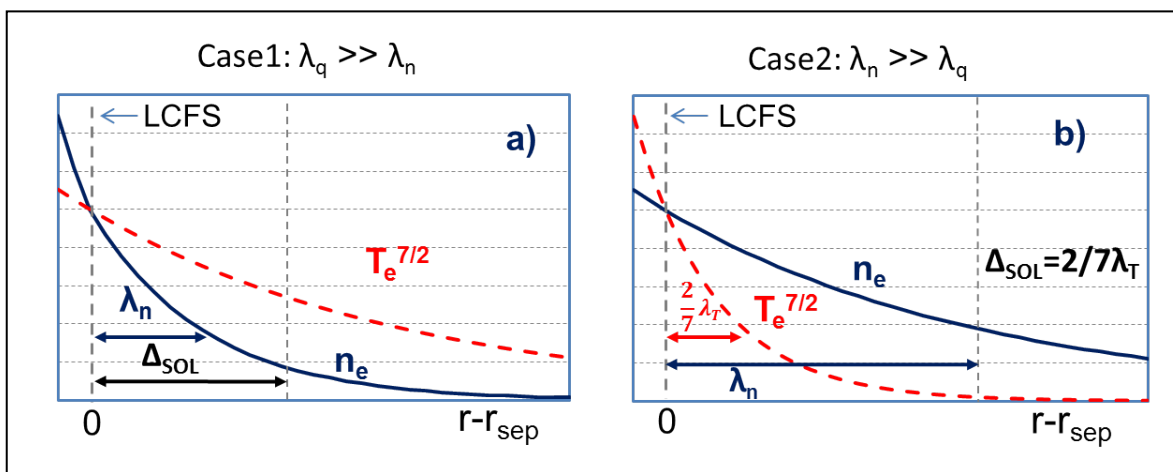 Case1: λq >> λn
LCFS
a)
Te7/2
λn
ne
ΔSOL
0
r-rsep
Case2: λn >> λq
LCFS
b)
ne
ΔSOL=2/7λT
2/7 λT
Te7/2
λn
0
r-rsep